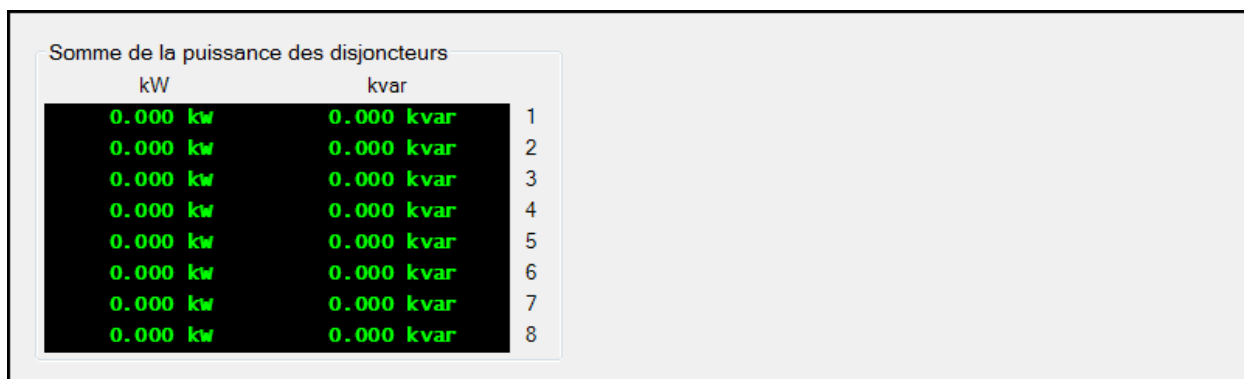 Somme de la puissance des disjoncteurs
kW kvar
0.000 kW 0.000 kvar 1
0.000 kW 0.000 kvar 2
0.000 kW 0.000 kvar 3
0.000 kW 0.000 kvar 4
0.000 kW 0.000 kvar 5
0.000 kW 0.000 kvar 6
0.000 kW 0.000 kvar 7
0.000 kW 0.000 kvar 8